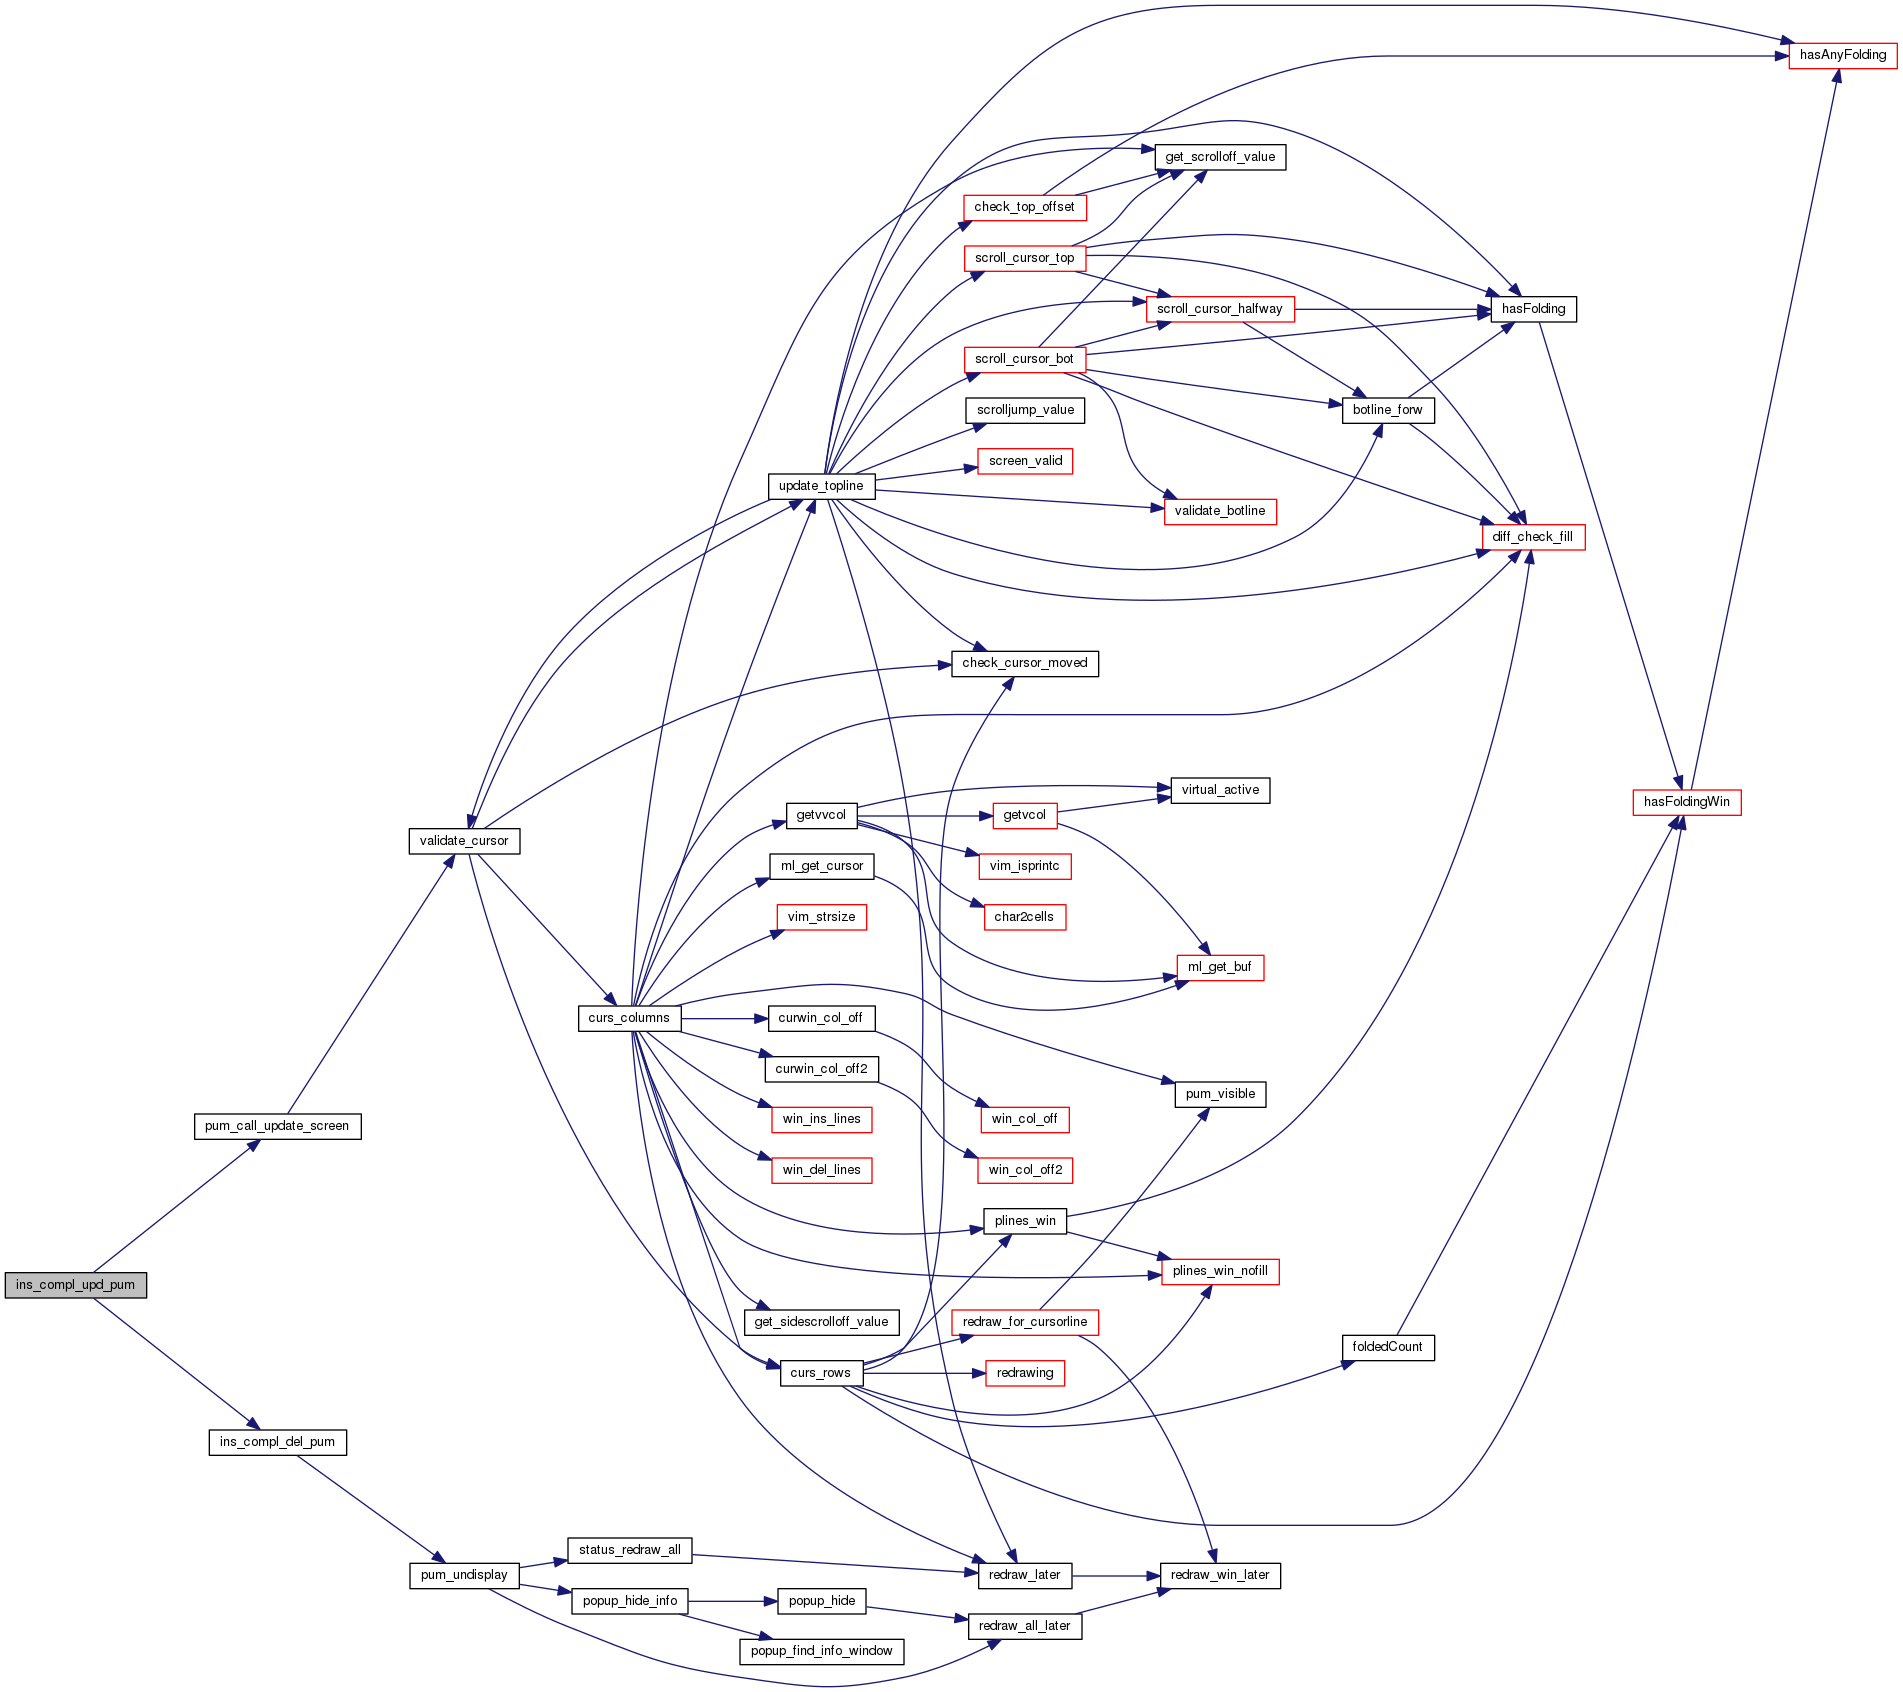 hasAnyFolding
get_scrolloff_value
check_top_offset
scroll_cursor_top
scroll_cursor_halfway
hasFolding
scroll_cursor_bot
scrolljump_value
botline_forw
screen_valid
update_topline
validate_botline
diff_check_fill
check_cursor_moved
virtual_active
hasFoldingWin
getvvcol
getvcol
validate_cursor
ml_get_cursor
vim_isprintc
vim_strsize
char2cells
ml_get_buf
curs_columns
curwin_col_off
curwin_col_off2
pum_visible
pum_call_update_screen
win_ins_lines
win_col_off
win_del_lines
win_col_off2
plines_win
plines_win_nofill
ins_compl_upd_pum
get_sidescrolloff_value
redraw_for_cursorline
foldedCount
curs_rows
redrawing
ins_compl_del_pum
status_redraw_all
pum_undisplay
redraw_later
redraw_win_later
popup_hide_info
popup_hide
redraw_all_later
popup_find_info_window